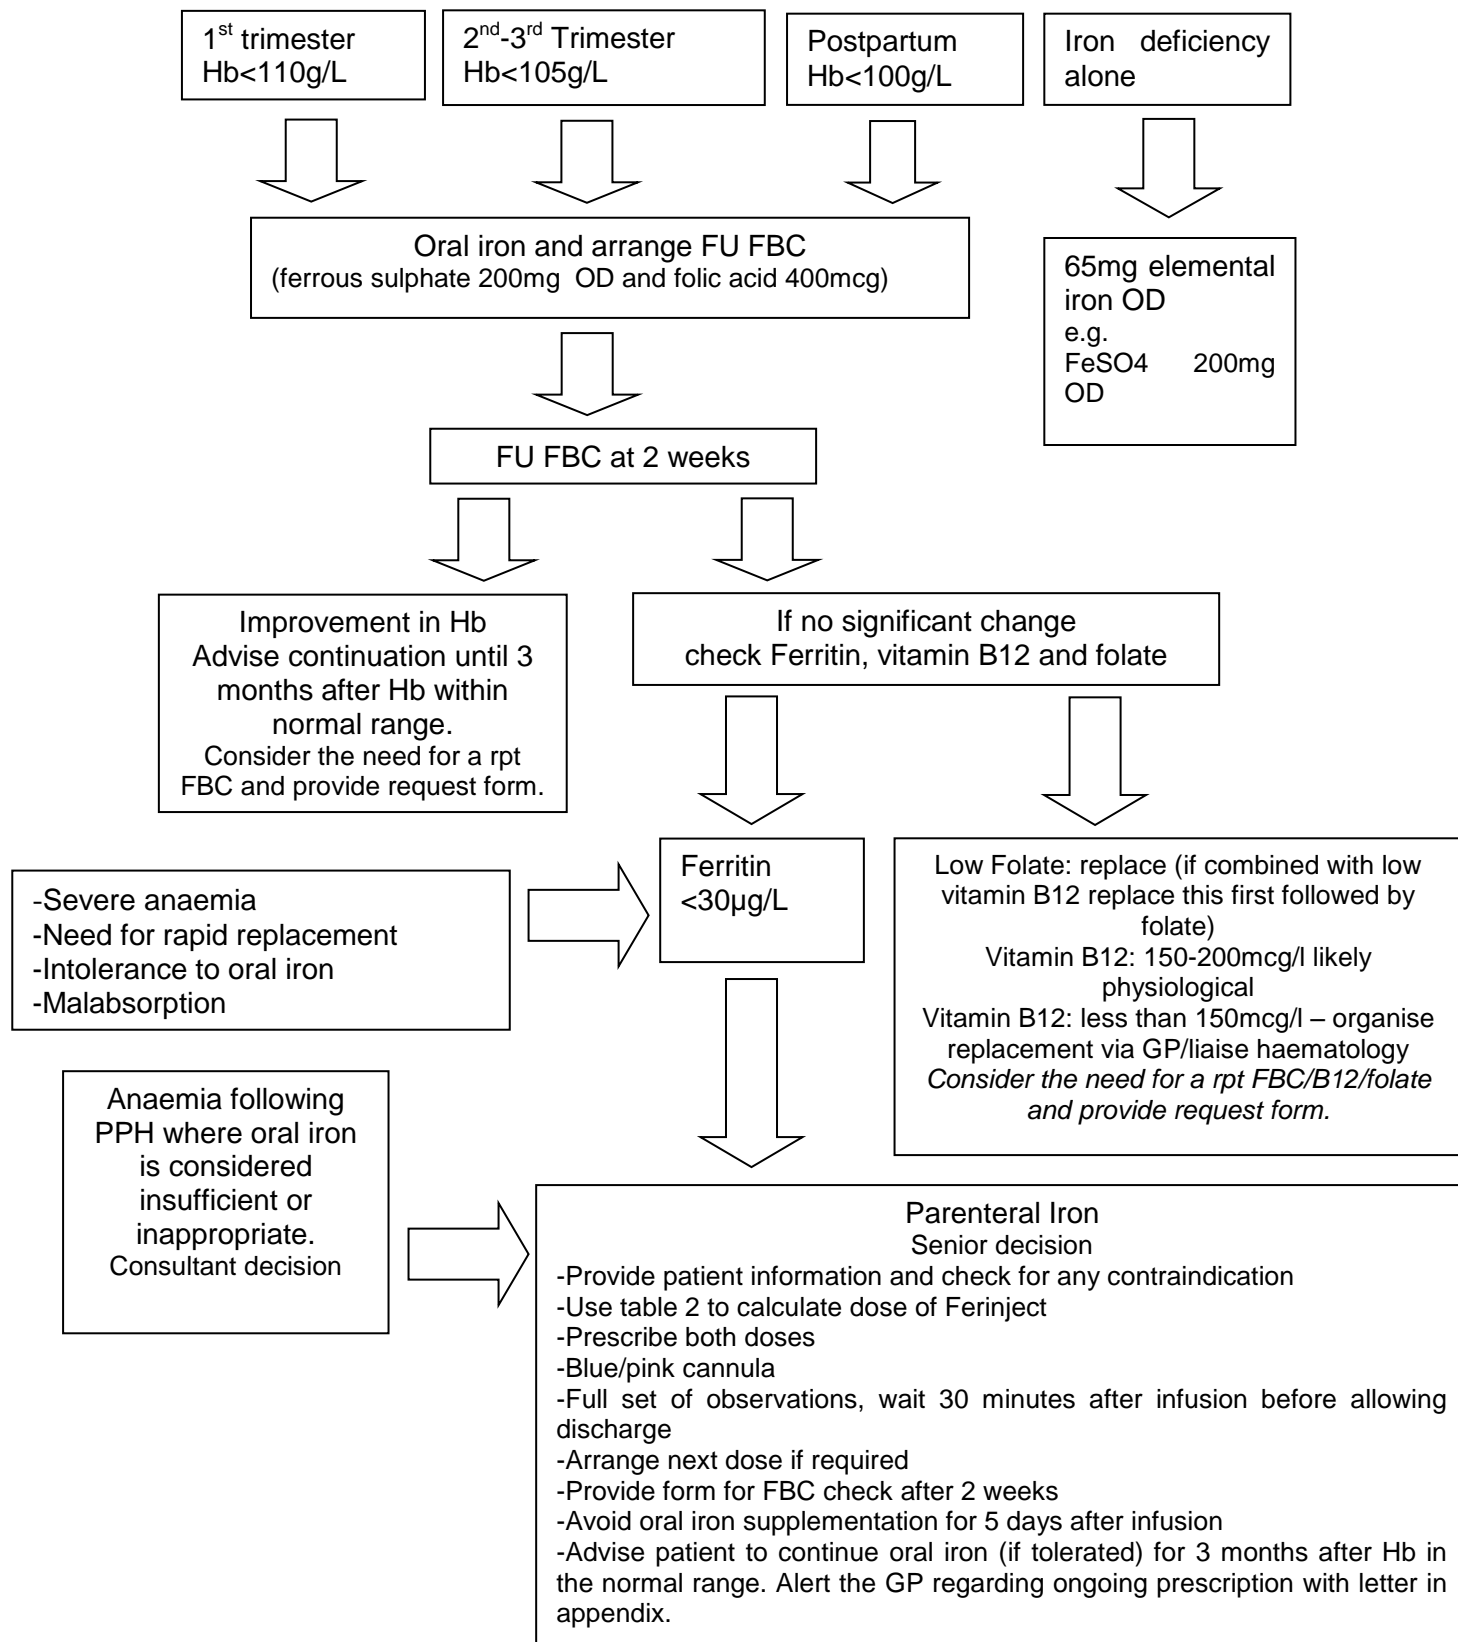 1st trimester
Hb<110g/L
2nd-3rd Trimester
Hb<105g/L
Postpartum
Hb<100g/L
Iron deficiency
alone
Oral iron and arrange FU FBC
(ferrous sulphate 200mg OD and folic acid 400mcg)
65mg elemental
iron OD
e.g.
FeSO4 200mg
OD
FU FBC at 2 weeks
Improvement in Hb
Advise continuation until 3
months after Hb within
normal range.
Consider the need for a rpt
FBC and provide request form.
If no significant change
check Ferritin, vitamin B12 and folate
-Severe anaemia
-Need for rapid replacement
-Intolerance to oral iron
-Malabsorption
Ferritin
<30µg/L
Low Folate: replace (if combined with low
vitamin B12 replace this first followed by
folate)
Vitamin B12: 150-200mcg/l likely
physiological
Vitamin B12: less than 150mcg/l – organise
replacement via GP/liaise haematology
Consider the need for a rpt FBC/B12/folate
and provide request form.
Anaemia following
PPH where oral iron
is considered
insufficient or
inappropriate.
Consultant decision
Parenteral Iron
Senior decision
-Provide patient information and check for any contraindication
-Use table 2 to calculate dose of Ferinject
-Prescribe both doses
-Blue/pink cannula
-Full set of observations, wait 30 minutes after infusion before allowing
discharge
-Arrange next dose if required
-Provide form for FBC check after 2 weeks
-Avoid oral iron supplementation for 5 days after infusion
-Advise patient to continue oral iron (if tolerated) for 3 months after Hb in
the normal range. Alert the GP regarding ongoing prescription with letter in
appendix.